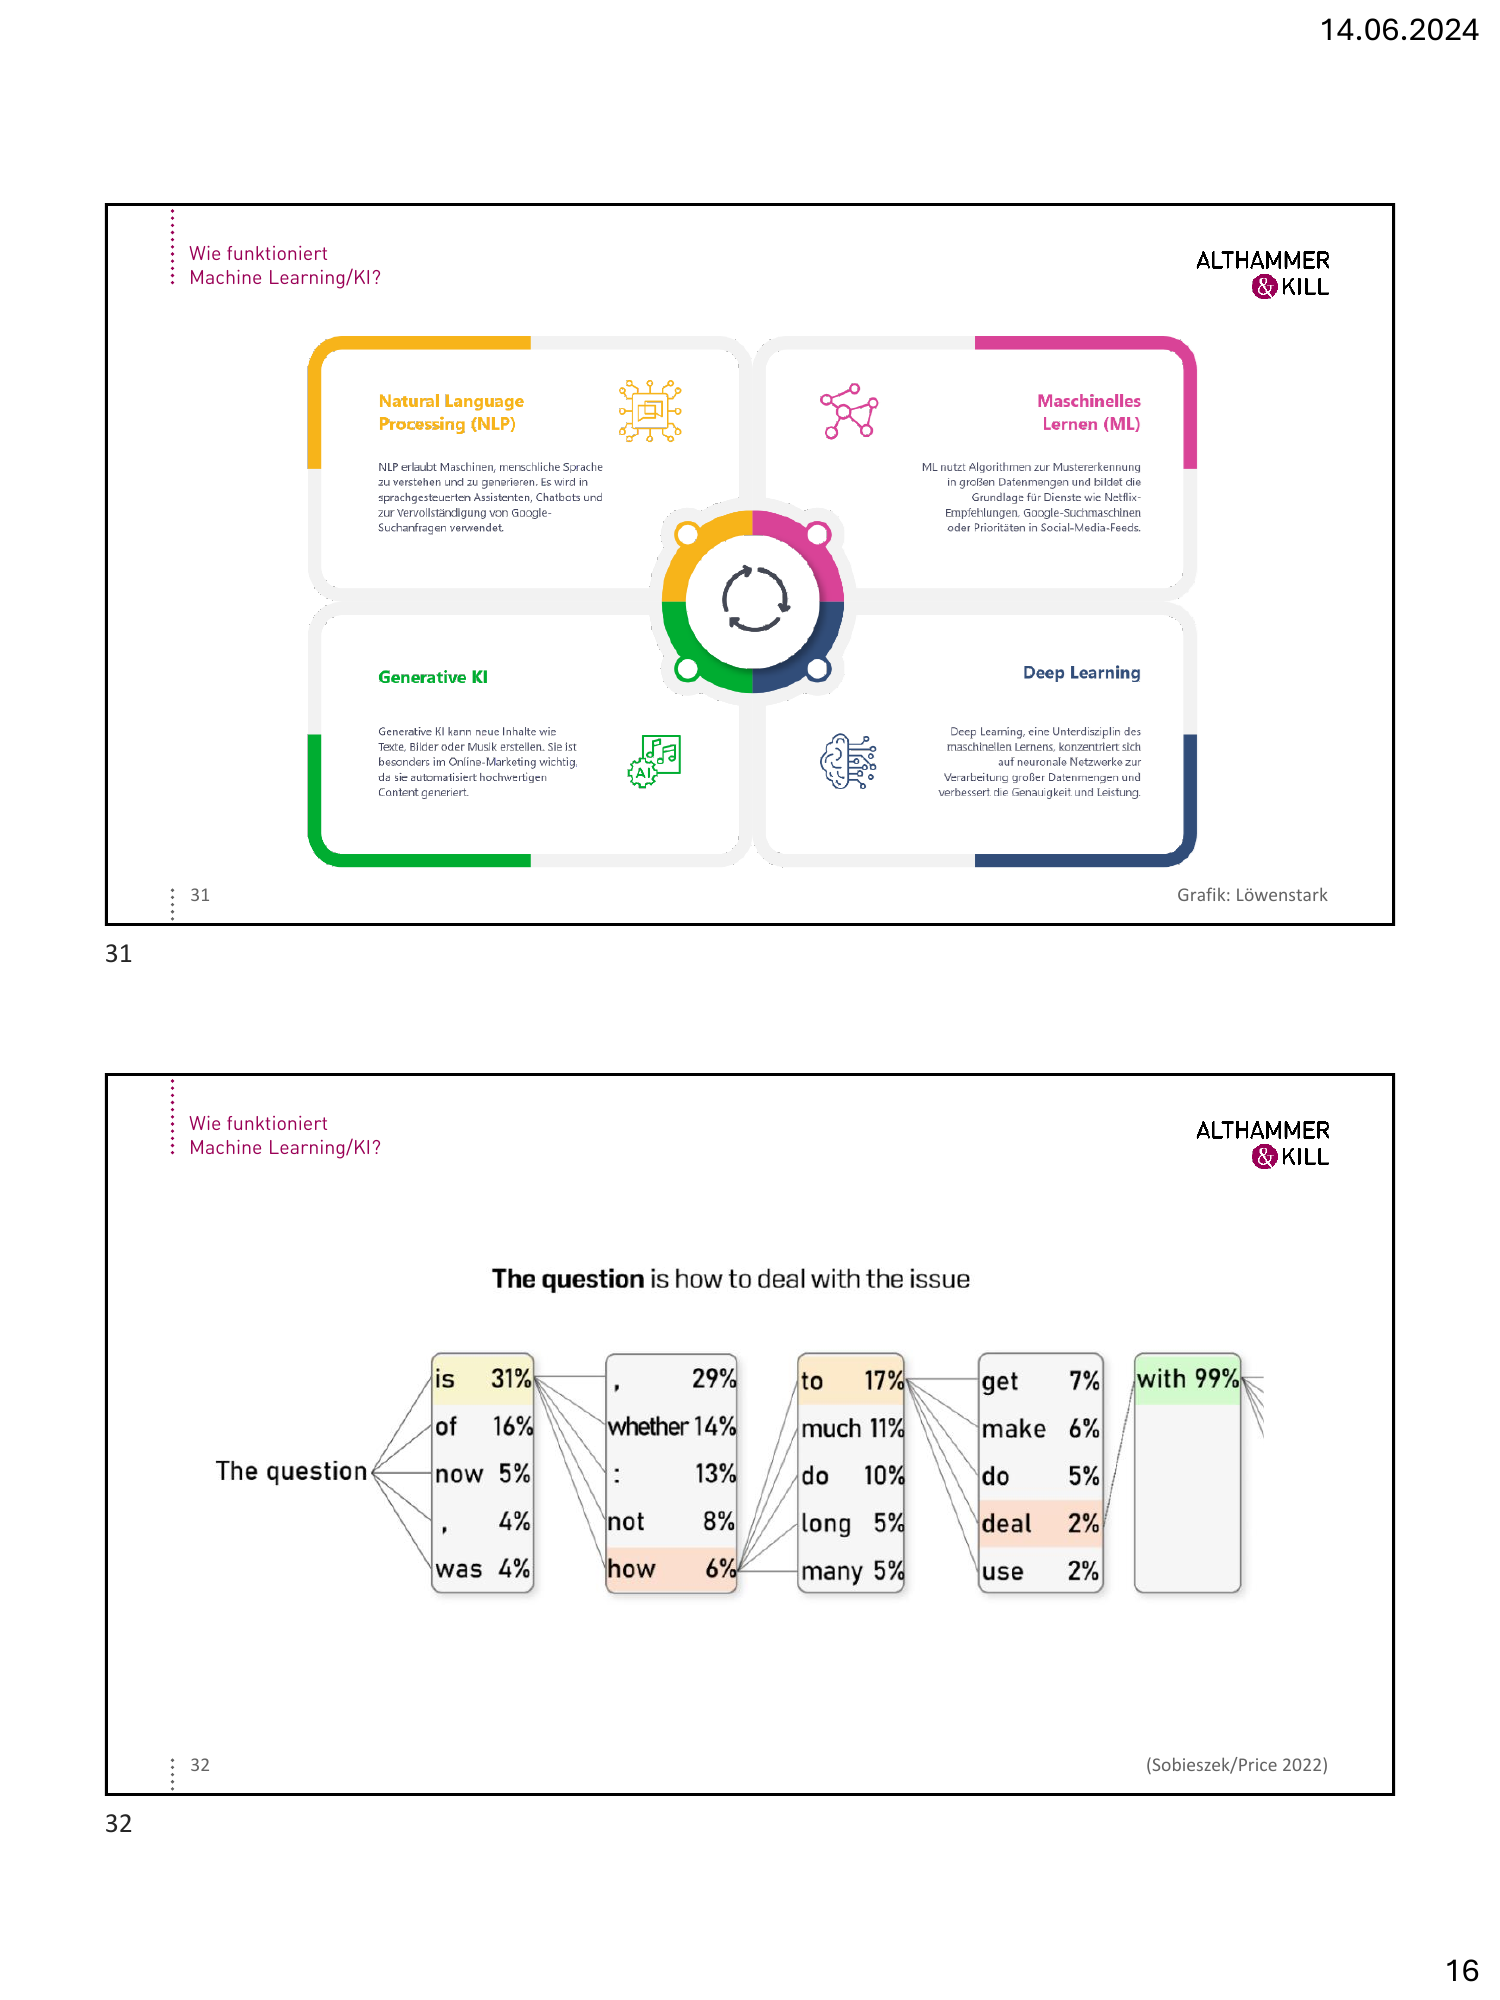 14.06.2024
Wie funktioniert
Machine Learning/KI?
ALTHAMMER
& KILL
Natural Language
Processing (NLP)
NLP erlaubt Maschinen, menschliche Sprache
zu verstehen und zu generieren. Es wird in
sprachgesteuerten Assistenten, Chatbots und
zur Vervollständigung von Google-
Suchanfragen verwendet.
Maschinelles
Lernen (ML)
ML nutzt Algorithmen zur Mustererkennung
in großen Datenmengen und bildet die
Grundlage für Dienste wie Netflix-
Empfehlungen, Google-Suchmaschinen
oder Prioritäten in Social-Media-Feeds.
Generative KI
Generative KI kann neue Inhalte wie
Texte, Bilder oder Musik erstellen. Sie ist
besonders im Online-Marketing wichtig,
da sie automatisiert hochwertigen
Content generiert.
AI
Deep Learning
Deep Learning, eine Unterdisziplin des
maschinellen Lernens, konzentriert sich
auf neuronale Netzwerke zur
Verarbeitung großer Datenmengen und
verbessert die Genauigkeit und Leistung.
31
Grafik: Löwenstark
31
Wie funktioniert
Machine Learning/KI?
ALTHAMMER
& KILL
The question is how to deal with the issue
The question
is 31%
of 16%
now 5%
, 4%
was 4%
, 29%
whether 14%
: 13%
not 8%
how 6%
to 17%
much 11%
do 10%
long 5%
many 5%
get 7%
make 6%
do 5%
deal 2%
use 2%
with 99%
32
(Sobieszek/Price 2022)
32
16